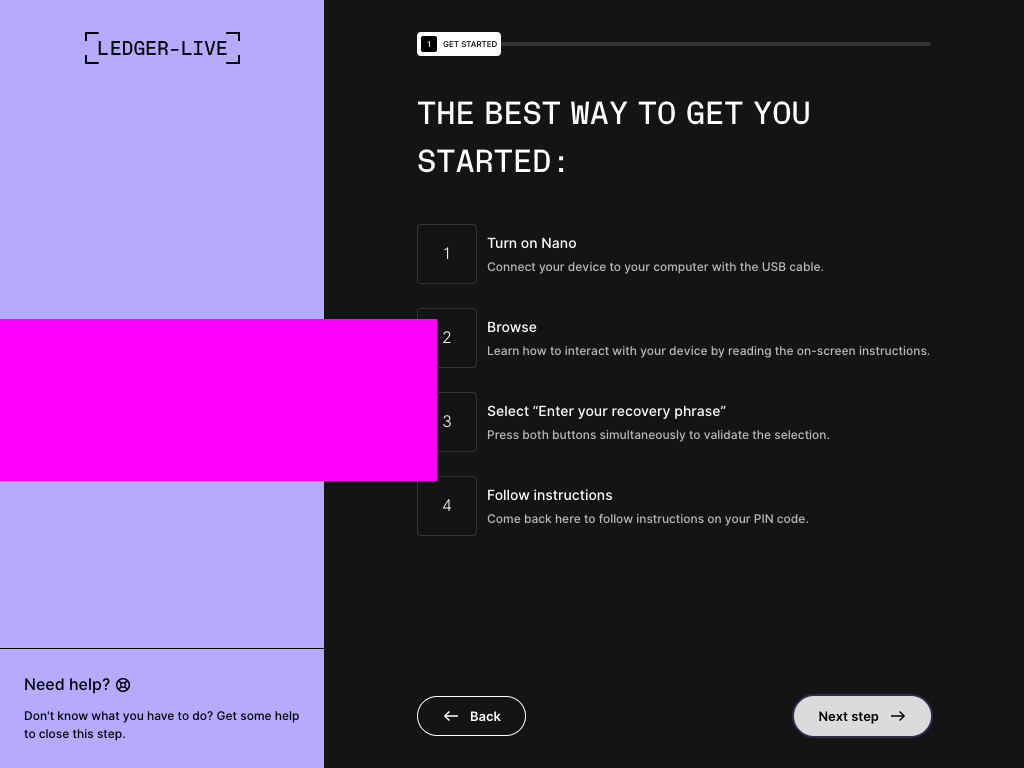 LEDGER-LIVE
1 GET STARTED
THE BEST WAY TO GET YOU
STARTED:
1
Turn on Nano
Connect your device to your computer with the USB cable.
2
Browse
Learn how to interact with your device by reading the on-screen instructions.
3
Select “Enter your recovery phrase”
Press both buttons simultaneously to validate the selection.
4
Follow instructions
Come back here to follow instructions on your PIN code.
Need help?
Don't know what you have to do? Get some help
to close this step.
Back
Next step